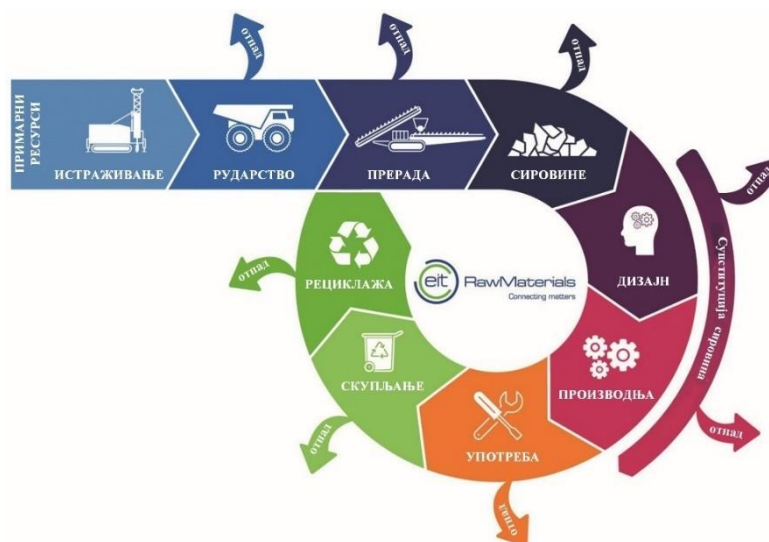 отпад
отпад
отпад
ПРИМАРНИ
РЕСУРСИ
ИСТРАЖИВАЊЕ
РУДАРСТВО
ПРЕРАДА
СИРОВИНЕ
отпад
ДИЗАЈН
Супституција сировина
РЕЦИКЛАЖА
eit RawMaterials
Connecting matters
отпад
СКУПЉАЊЕ
ПРОИЗВОДЊА
УПОТРЕБА
отпад
отпад
отпад